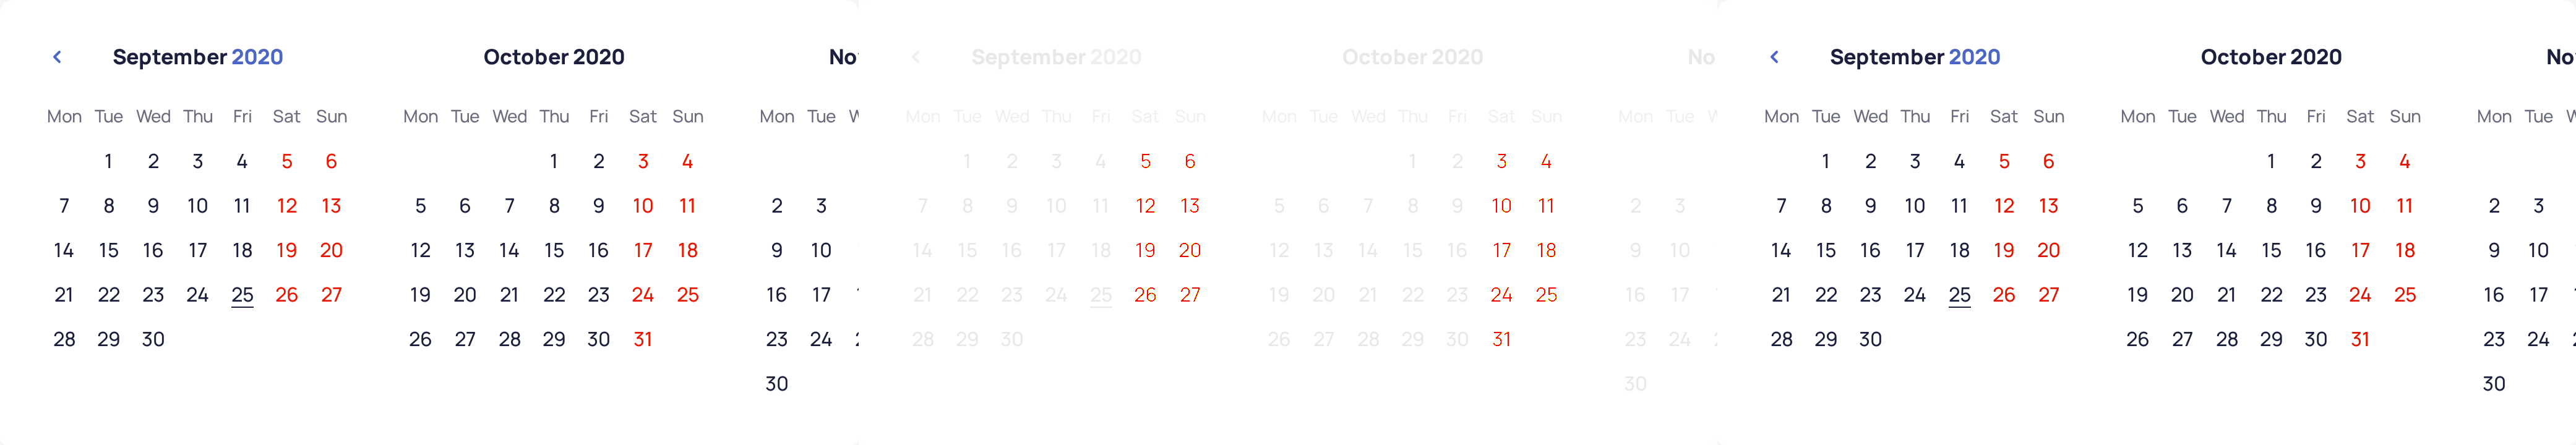 September 2020 October 2020 No September 2020 October 2020 No September 2020 October 2020 No
Mon Tue Wed Thu Fri Sat Sun Mon Tue Wed Thu Fri Sat Sun Mon Tue W Mon Tue Wed Thu Fri Sat Sun Mon Tue Wed Thu Fri Sat Sun Mon Tue W Mon Tue Wed Thu Fri Sat Sun Mon Tue Wed Thu Fri Sat Sun Mon Tue
1 2 3 4 5 6 1 2 3 4 1 2 3 4 5 6 1 2 3 4 1 2 3 4 5 6 1 2 3 4
7 8 9 10 11 12 13 5 6 7 8 9 10 11 2 3 7 8 9 10 11 12 13 5 6 7 8 9 10 11 2 3 7 8 9 10 11 12 13 5 6 7 8 9 10 11 2 3
14 15 16 17 18 19 20 12 13 14 15 16 17 18 9 10 14 15 16 17 18 19 20 12 13 14 15 16 17 18 9 10 14 15 16 17 18 19 20 12 13 14 15 16 17 18 9 10
21 22 23 24 25 26 27 19 20 21 22 23 24 25 16 17 21 22 23 24 25 26 27 19 20 21 22 23 24 25 16 17 21 22 23 24 25 26 27 19 20 21 22 23 24 25 16 17
28 29 30 26 27 28 29 30 31 23 24 28 29 30 26 27 28 29 30 31 23 24 28 29 30 26 27 28 29 30 31 23 24
30 30 30